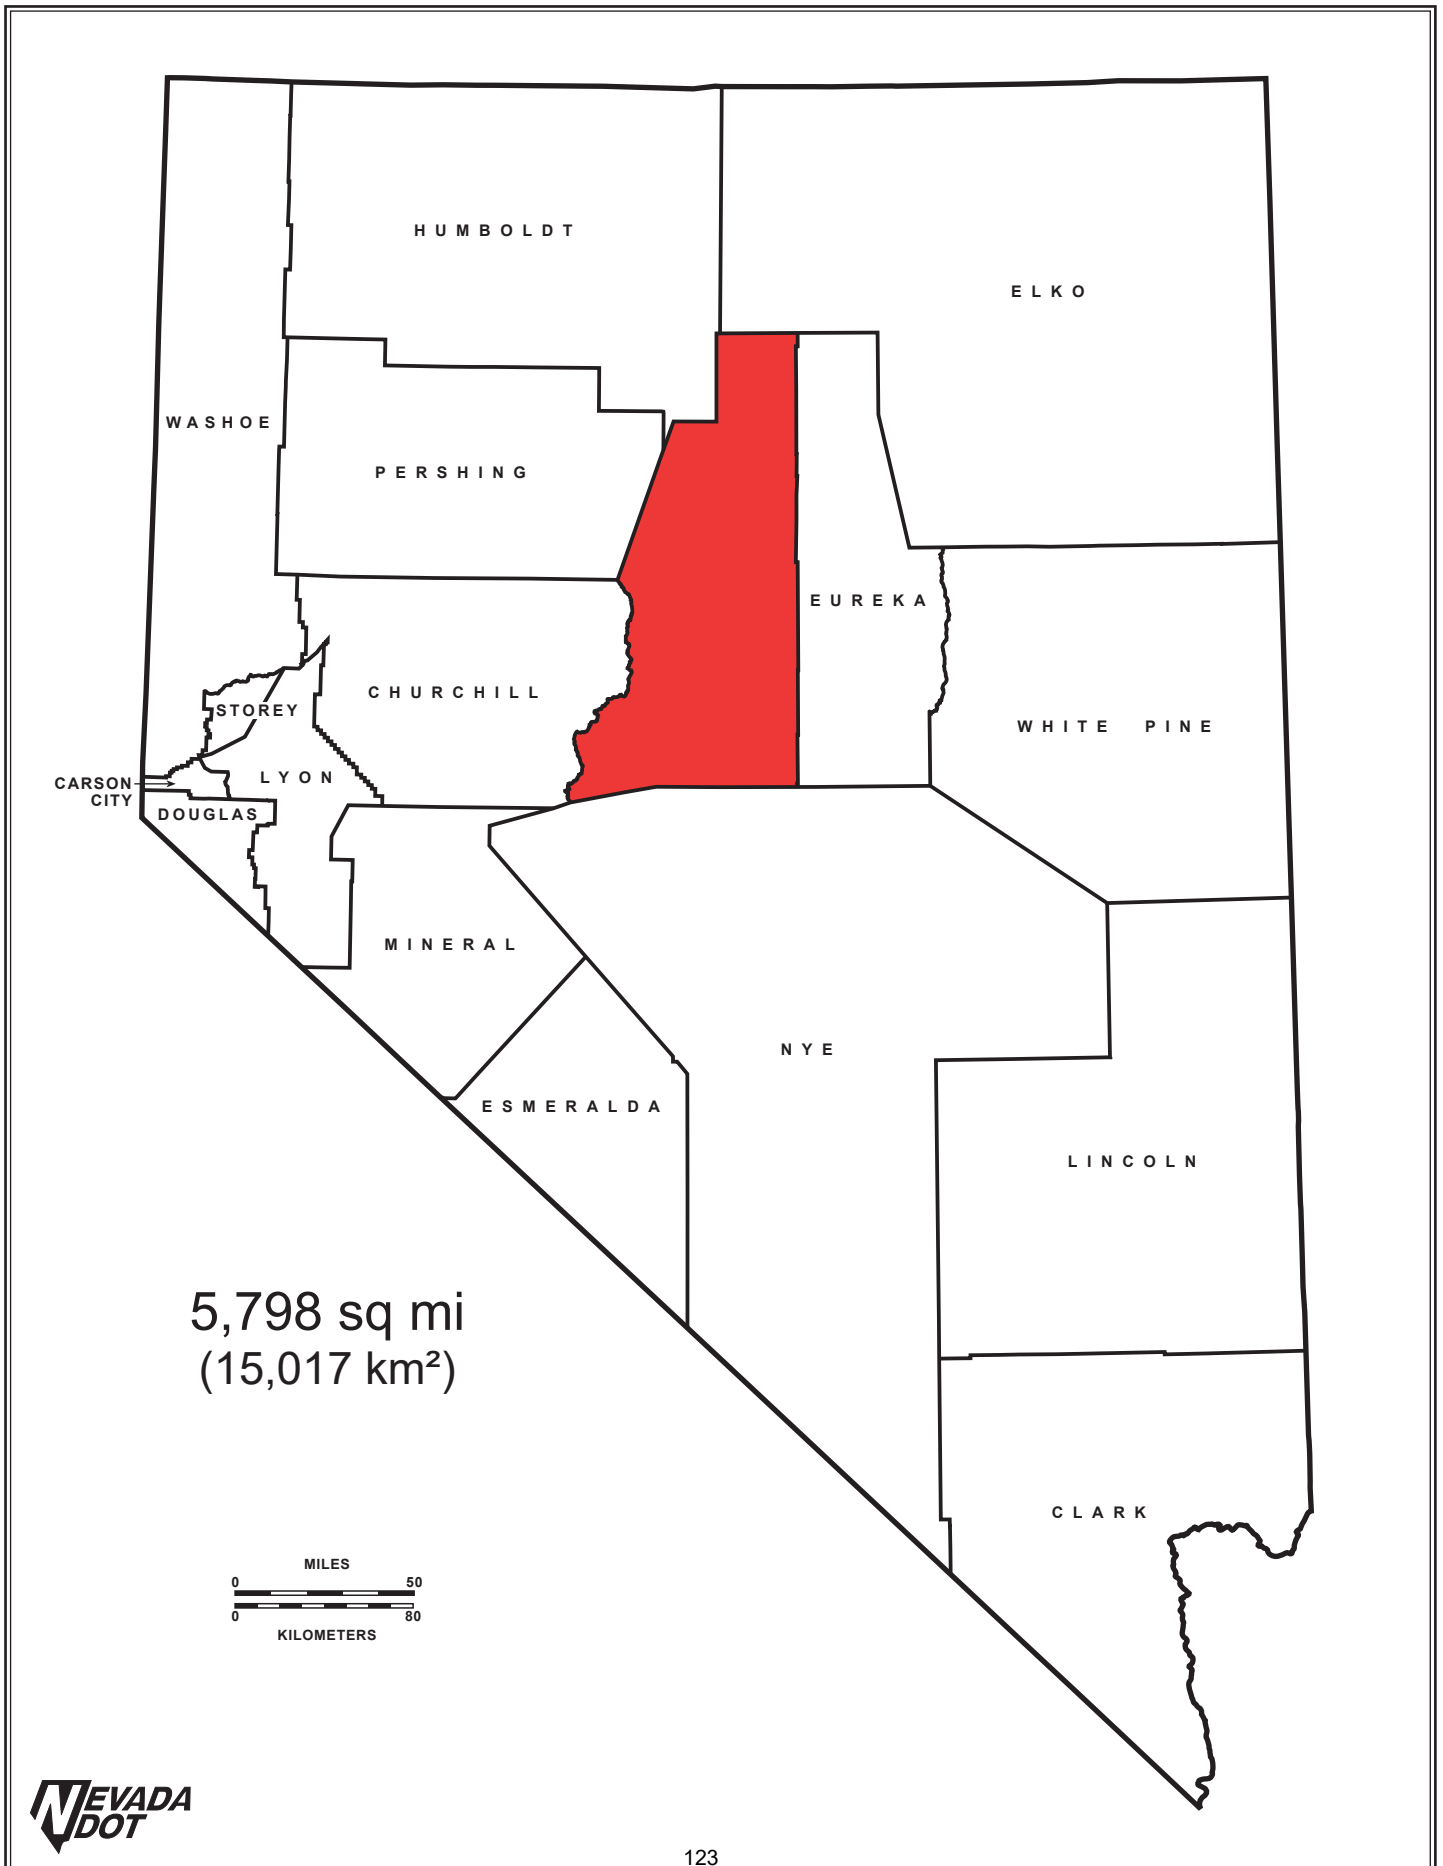 HUMBOLDT
ELKO
WASHOE
PERSHING
EUREKA
CHURCHILL
STOREY
WHITE PINE
LYON
CARSON
CITY
DOUGLAS
MINERAL
NYE
ESMERALDA
LINCOLN
5,798 sq mi
(15,017 km²)
CLARK
MILES
0 50
0 80
KILOMETERS
NEVADA
DOT
123